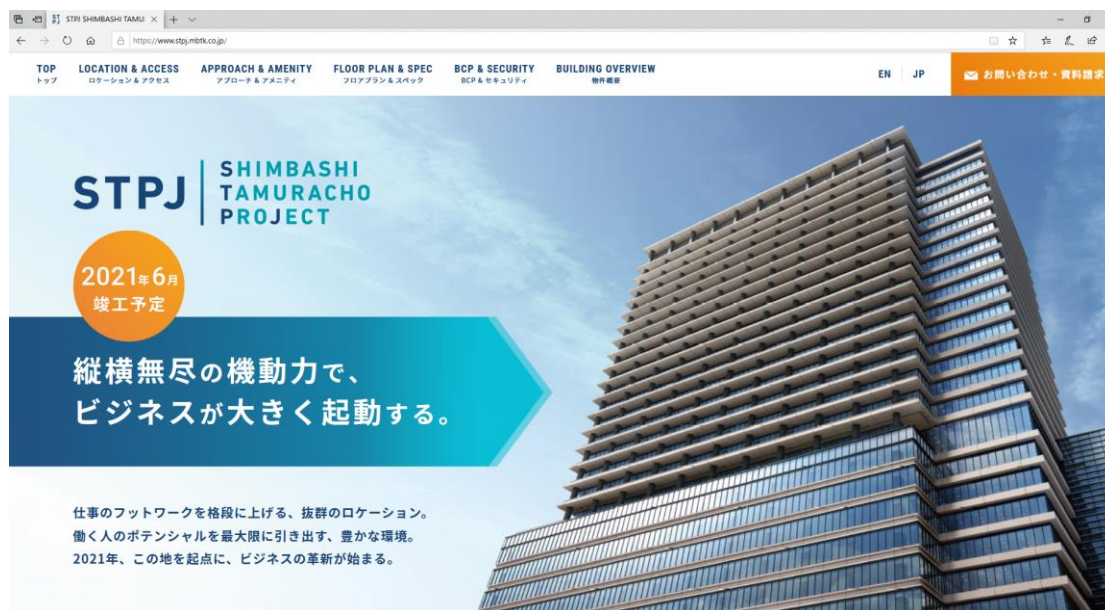 STPJ SHIMBASHI TAMU
https://www.stpj.mbtk.co.jp/
TOP
トップ
LOCATION & ACCESS
ロケーション & アクセス
APPROACH & AMENITY
アプローチ & アメニティ
FLOOR PLAN & SPEC
フロアプラン & スペック
BCP & SECURITY
BCP & セキュリティ
BUILDING OVERVIEW
物件概要
EN JP
お問い合わせ・資料請求
STPJ
SHIMBASHI
TAMURACHO
PROJECT
2021年6月
竣工予定
縦横無尽の機動力で、
ビジネスが大きく起動する。
仕事のフットワークを格段に上げる、抜群のロケーション。
働く人のポテンシャルを最大限に引き出す、豊かな環境。
2021年、この地を起点に、ビジネスの革新が始まる。